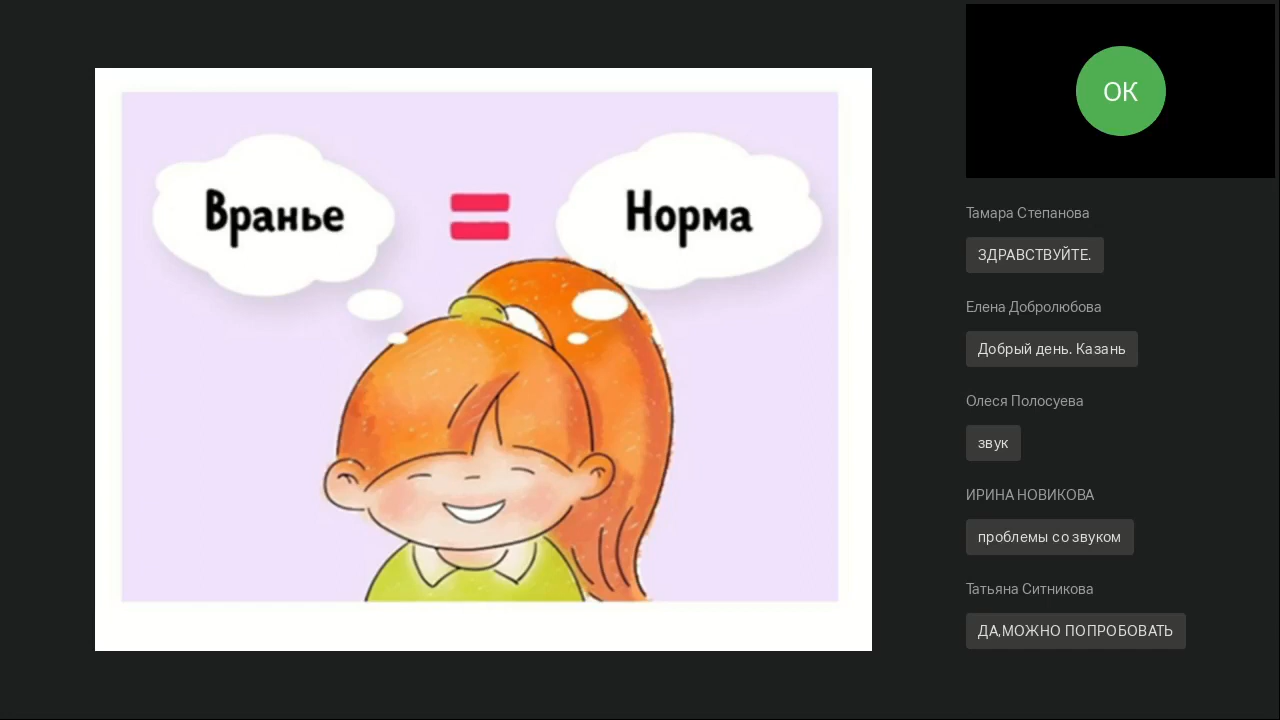 Вранье
Норма
ОК
Тамара Степанова
ЗДРАВСТВУЙТЕ.
Елена Добролюбова
Добрый день. Казань
Олеся Полосуева
звук
ИРИНА НОВИКОВА
проблемы со звуком
Татьяна Ситникова
ДА,МОЖНО ПОПРОБОВАТЬ